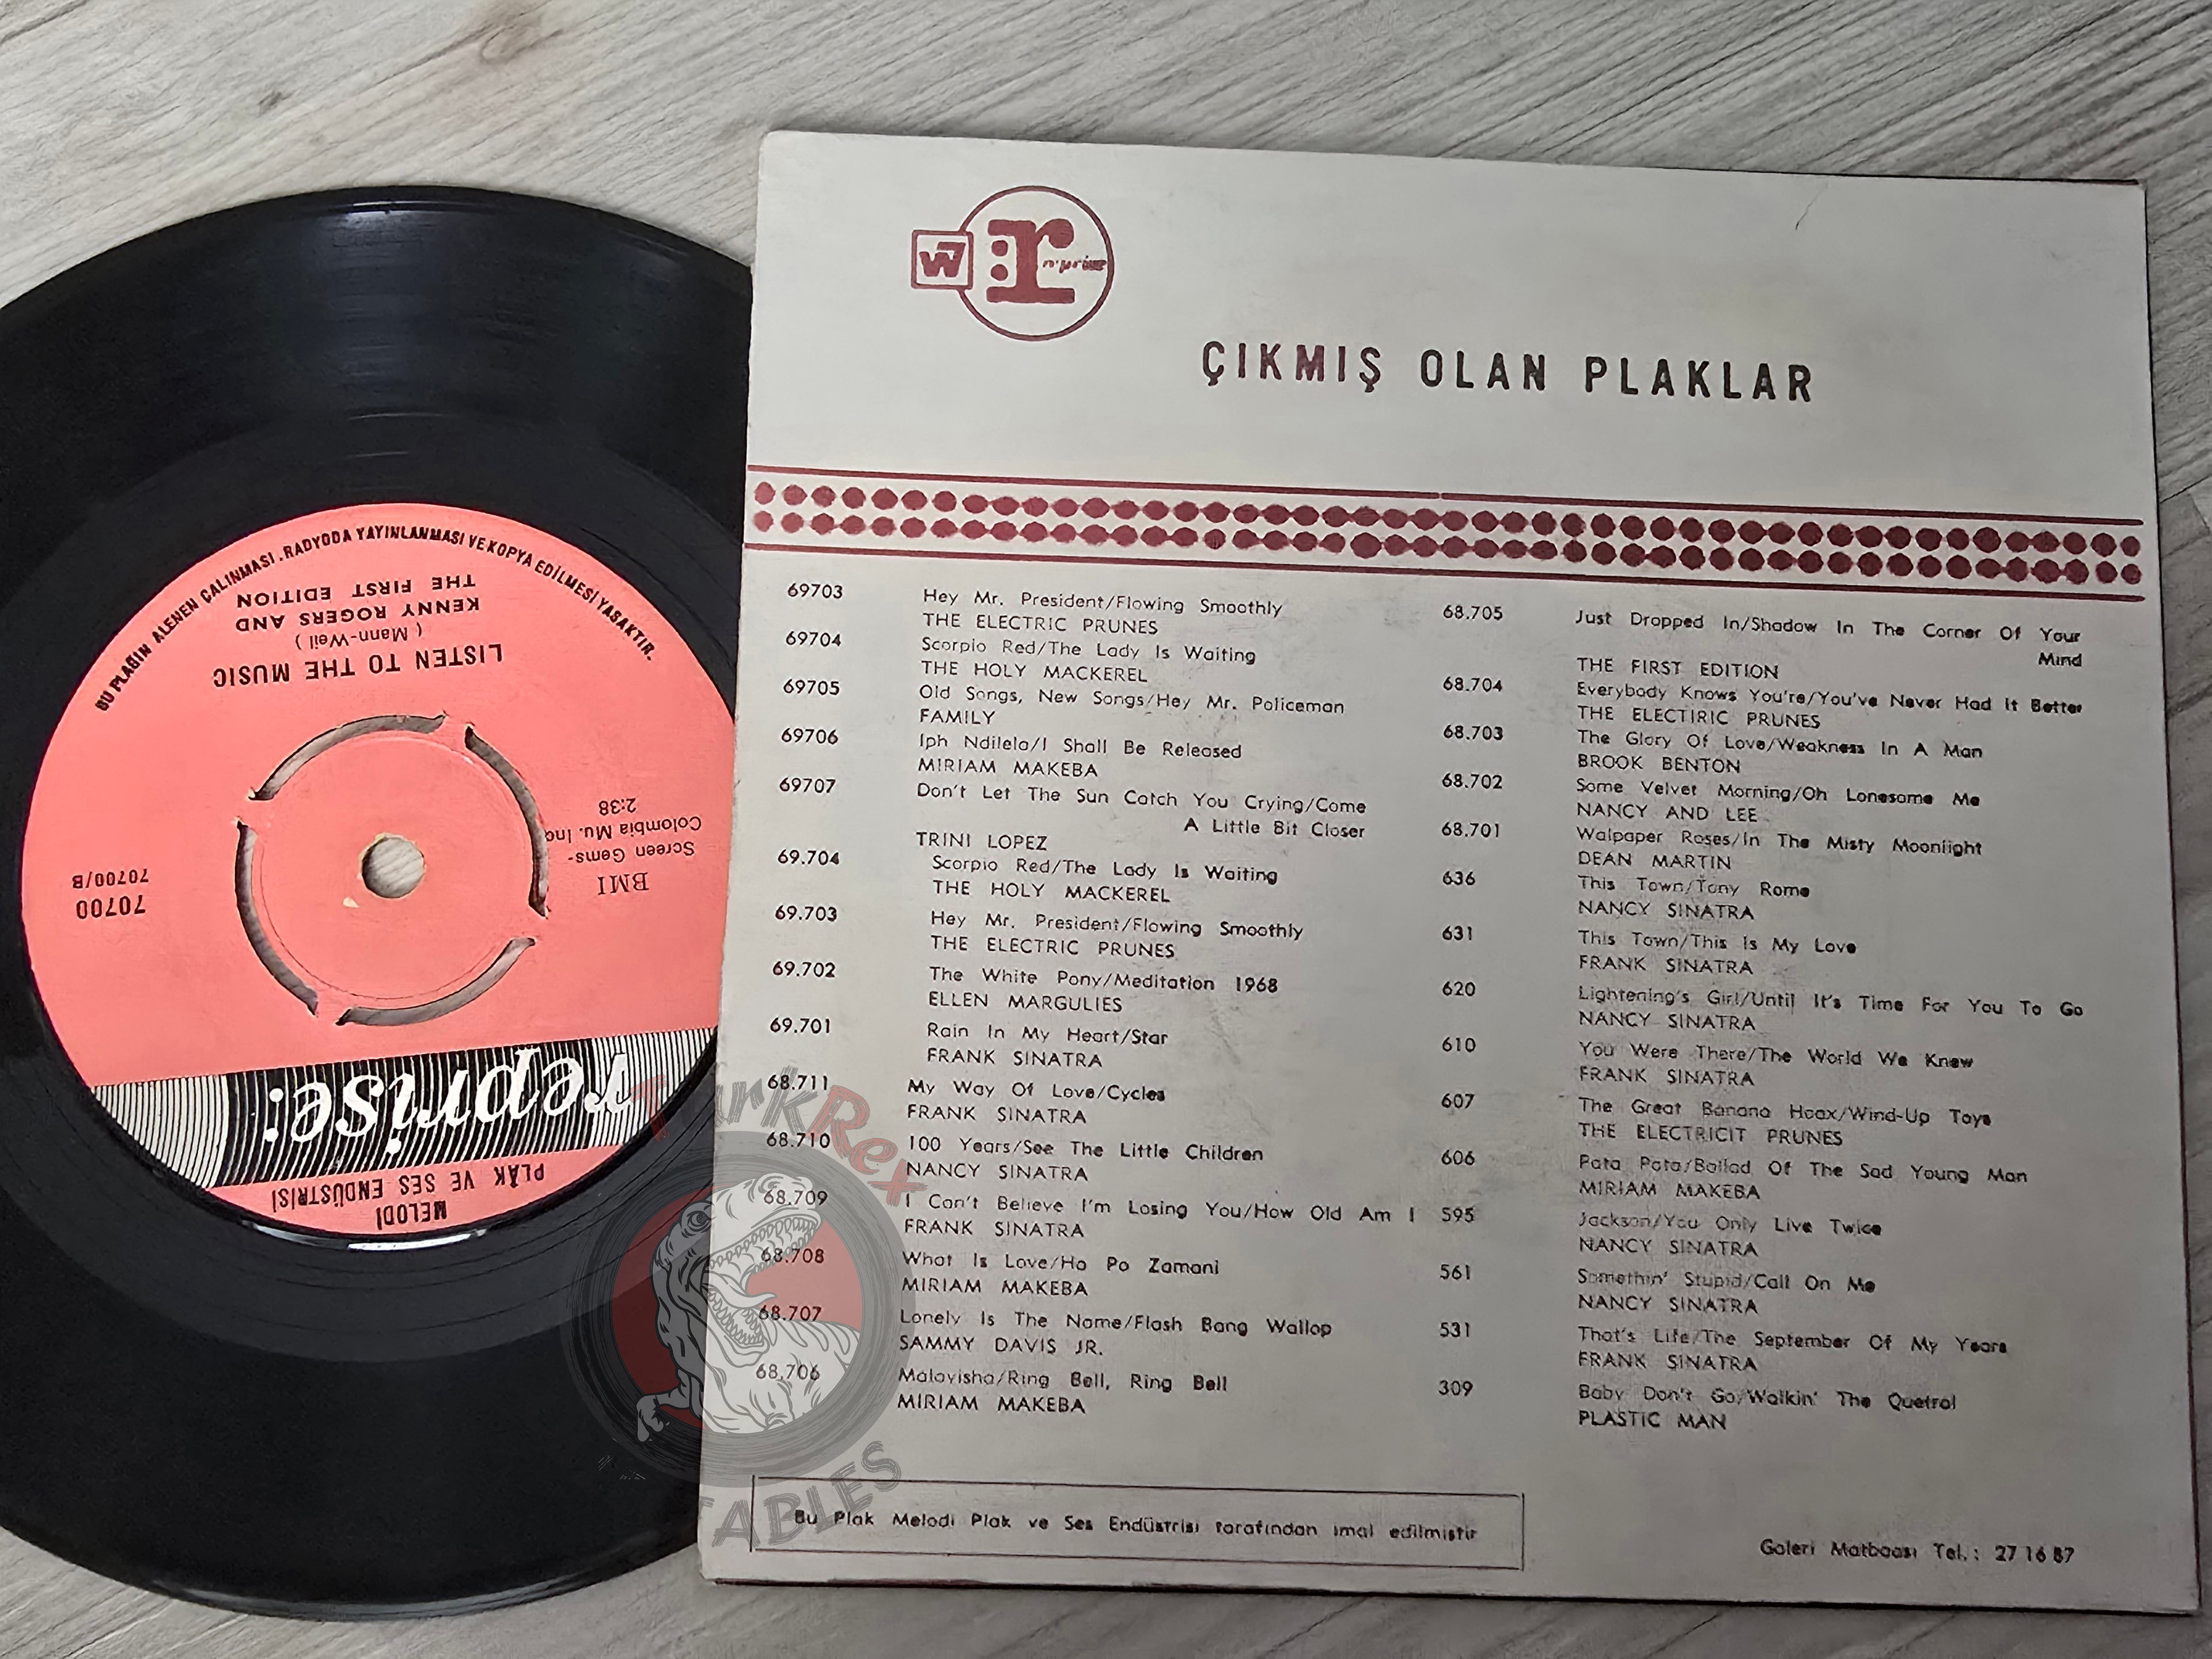 BU PLAĞIN ALENEN ÇALINMASI . RADYODA YAYINLANMASI VE KOPYA EDİLMESİ YASAKTIR.
MELODİ
PLÂK VE SES ENDÜSTRİSİ
reprise:
BMI
Screen Gems-
Colombia Mu. Inc
2:38
70700
70700/B
LISTEN TO THE MUSIC
( Mann-Weil )
KENNY ROGERS AND
THE FIRST EDITION
W7
r:
reprise
ÇIKMIŞ OLAN PLAKLAR
69703 Hey Mr. President/Flowing Smoothly
THE ELECTRIC PRUNES
69704 Scorpio Red/The Lady Is Waiting
THE HOLY MACKEREL
69705 Old Songs, New Songs/Hey Mr. Policeman
FAMILY
69706 Iph Ndilela/I Shall Be Released
MIRIAM MAKEBA
69707 Don't Let The Sun Catch You Crying/Come
A Little Bit Closer
TRINI LOPEZ
69.704 Scorpio Red/The Lady Is Waiting
THE HOLY MACKEREL
69.703 Hey Mr. President/Flowing Smoothly
THE ELECTRIC PRUNES
69.702 The White Pony/Meditation 1968
ELLEN MARGULIES
69.701 Rain In My Heart/Star
FRANK SINATRA
68.711 My Way Of Love/Cycles
FRANK SINATRA
68.710 100 Years/See The Little Children
NANCY SINATRA
68.709 I Can't Believe I'm Losing You/How Old Am I
FRANK SINATRA
68.708 What Is Love/Ha Po Zamani
MIRIAM MAKEBA
68.707 Lonely Is The Name/Flash Bang Wallop
SAMMY DAVIS JR.
68.706 Malayisha/Ring Bell, Ring Bell
MIRIAM MAKEBA
68.705 Just Dropped In/Shadow In The Corner Of Your
Mind
THE FIRST EDITION
68.704 Everybody Knows You're/You've Never Had It Better
THE ELECTIRIC PRUNES
68.703 The Glory Of Love/Weakness In A Man
BROOK BENTON
68.702 Some Velvet Morning/Oh Lonesome Me
NANCY AND LEE
68.701 Walpaper Roses/In The Misty Moonlight
DEAN MARTIN
636 This Town/Tony Rome
NANCY SINATRA
631 This Town/This Is My Love
FRANK SINATRA
620 Lightening's Girl/Until It's Time For You To Go
NANCY SINATRA
610 You Were There/The World We Knew
FRANK SINATRA
607 The Great Banana Hoax/Wind-Up Toys
THE ELECTRICIT PRUNES
606 Pata Pata/Ballad Of The Sad Young Man
MIRIAM MAKEBA
595 Jackson/You Only Live Twice
NANCY SINATRA
561 Somethin' Stupid/Call On Me
NANCY SINATRA
531 That's Life/The September Of My Years
FRANK SINATRA
309 Baby Don't Go/Walkin' The Quetrol
PLASTIC MAN
Bu Plak Melodi Plak ve Ses Endüstrisi tarafından imal edilmiştir
Galeri Matbaası Tel.: 27 16 87
TurkRex
TABLES